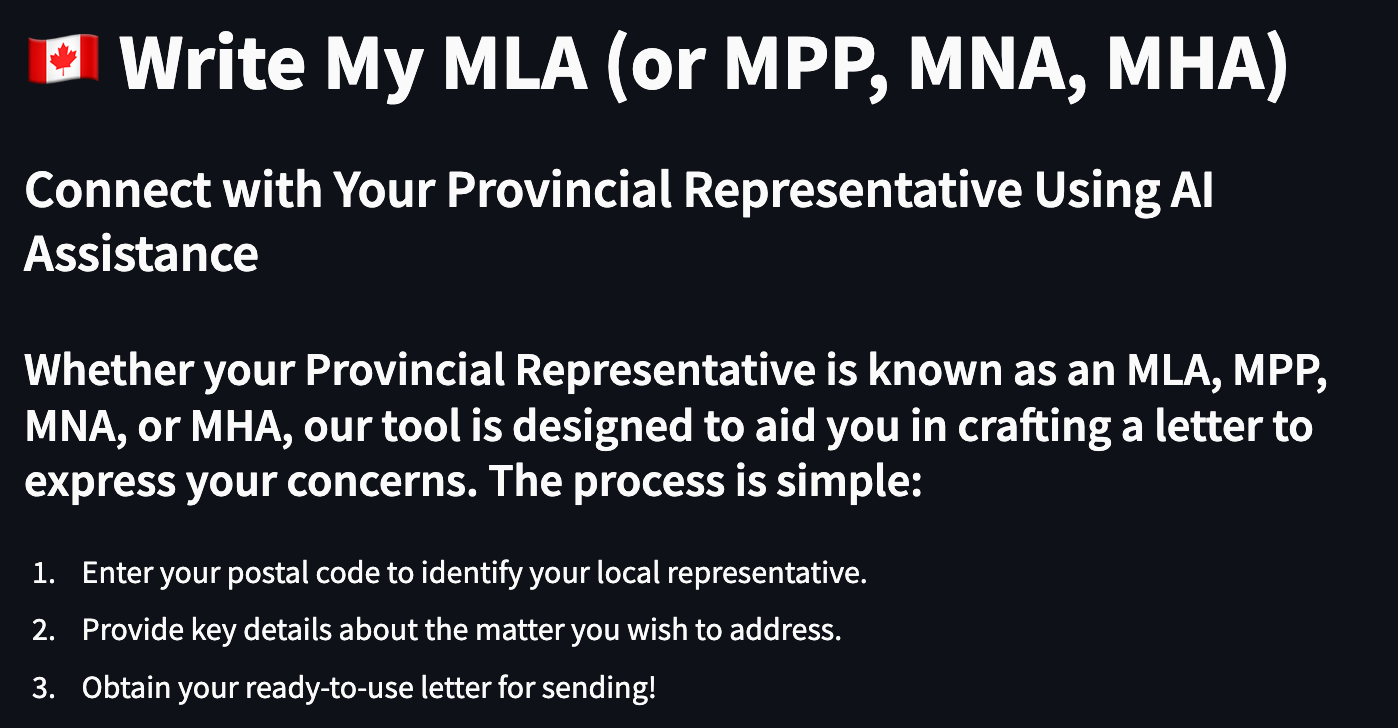 Write My MLA (or MPP, MNA, MHA)
Connect with Your Provincial Representative Using AI
Assistance
Whether your Provincial Representative is known as an MLA, MPP,
MNA, or MHA, our tool is designed to aid you in crafting a letter to
express your concerns. The process is simple:
1. Enter your postal code to identify your local representative.
2. Provide key details about the matter you wish to address.
3. Obtain your ready-to-use letter for sending!